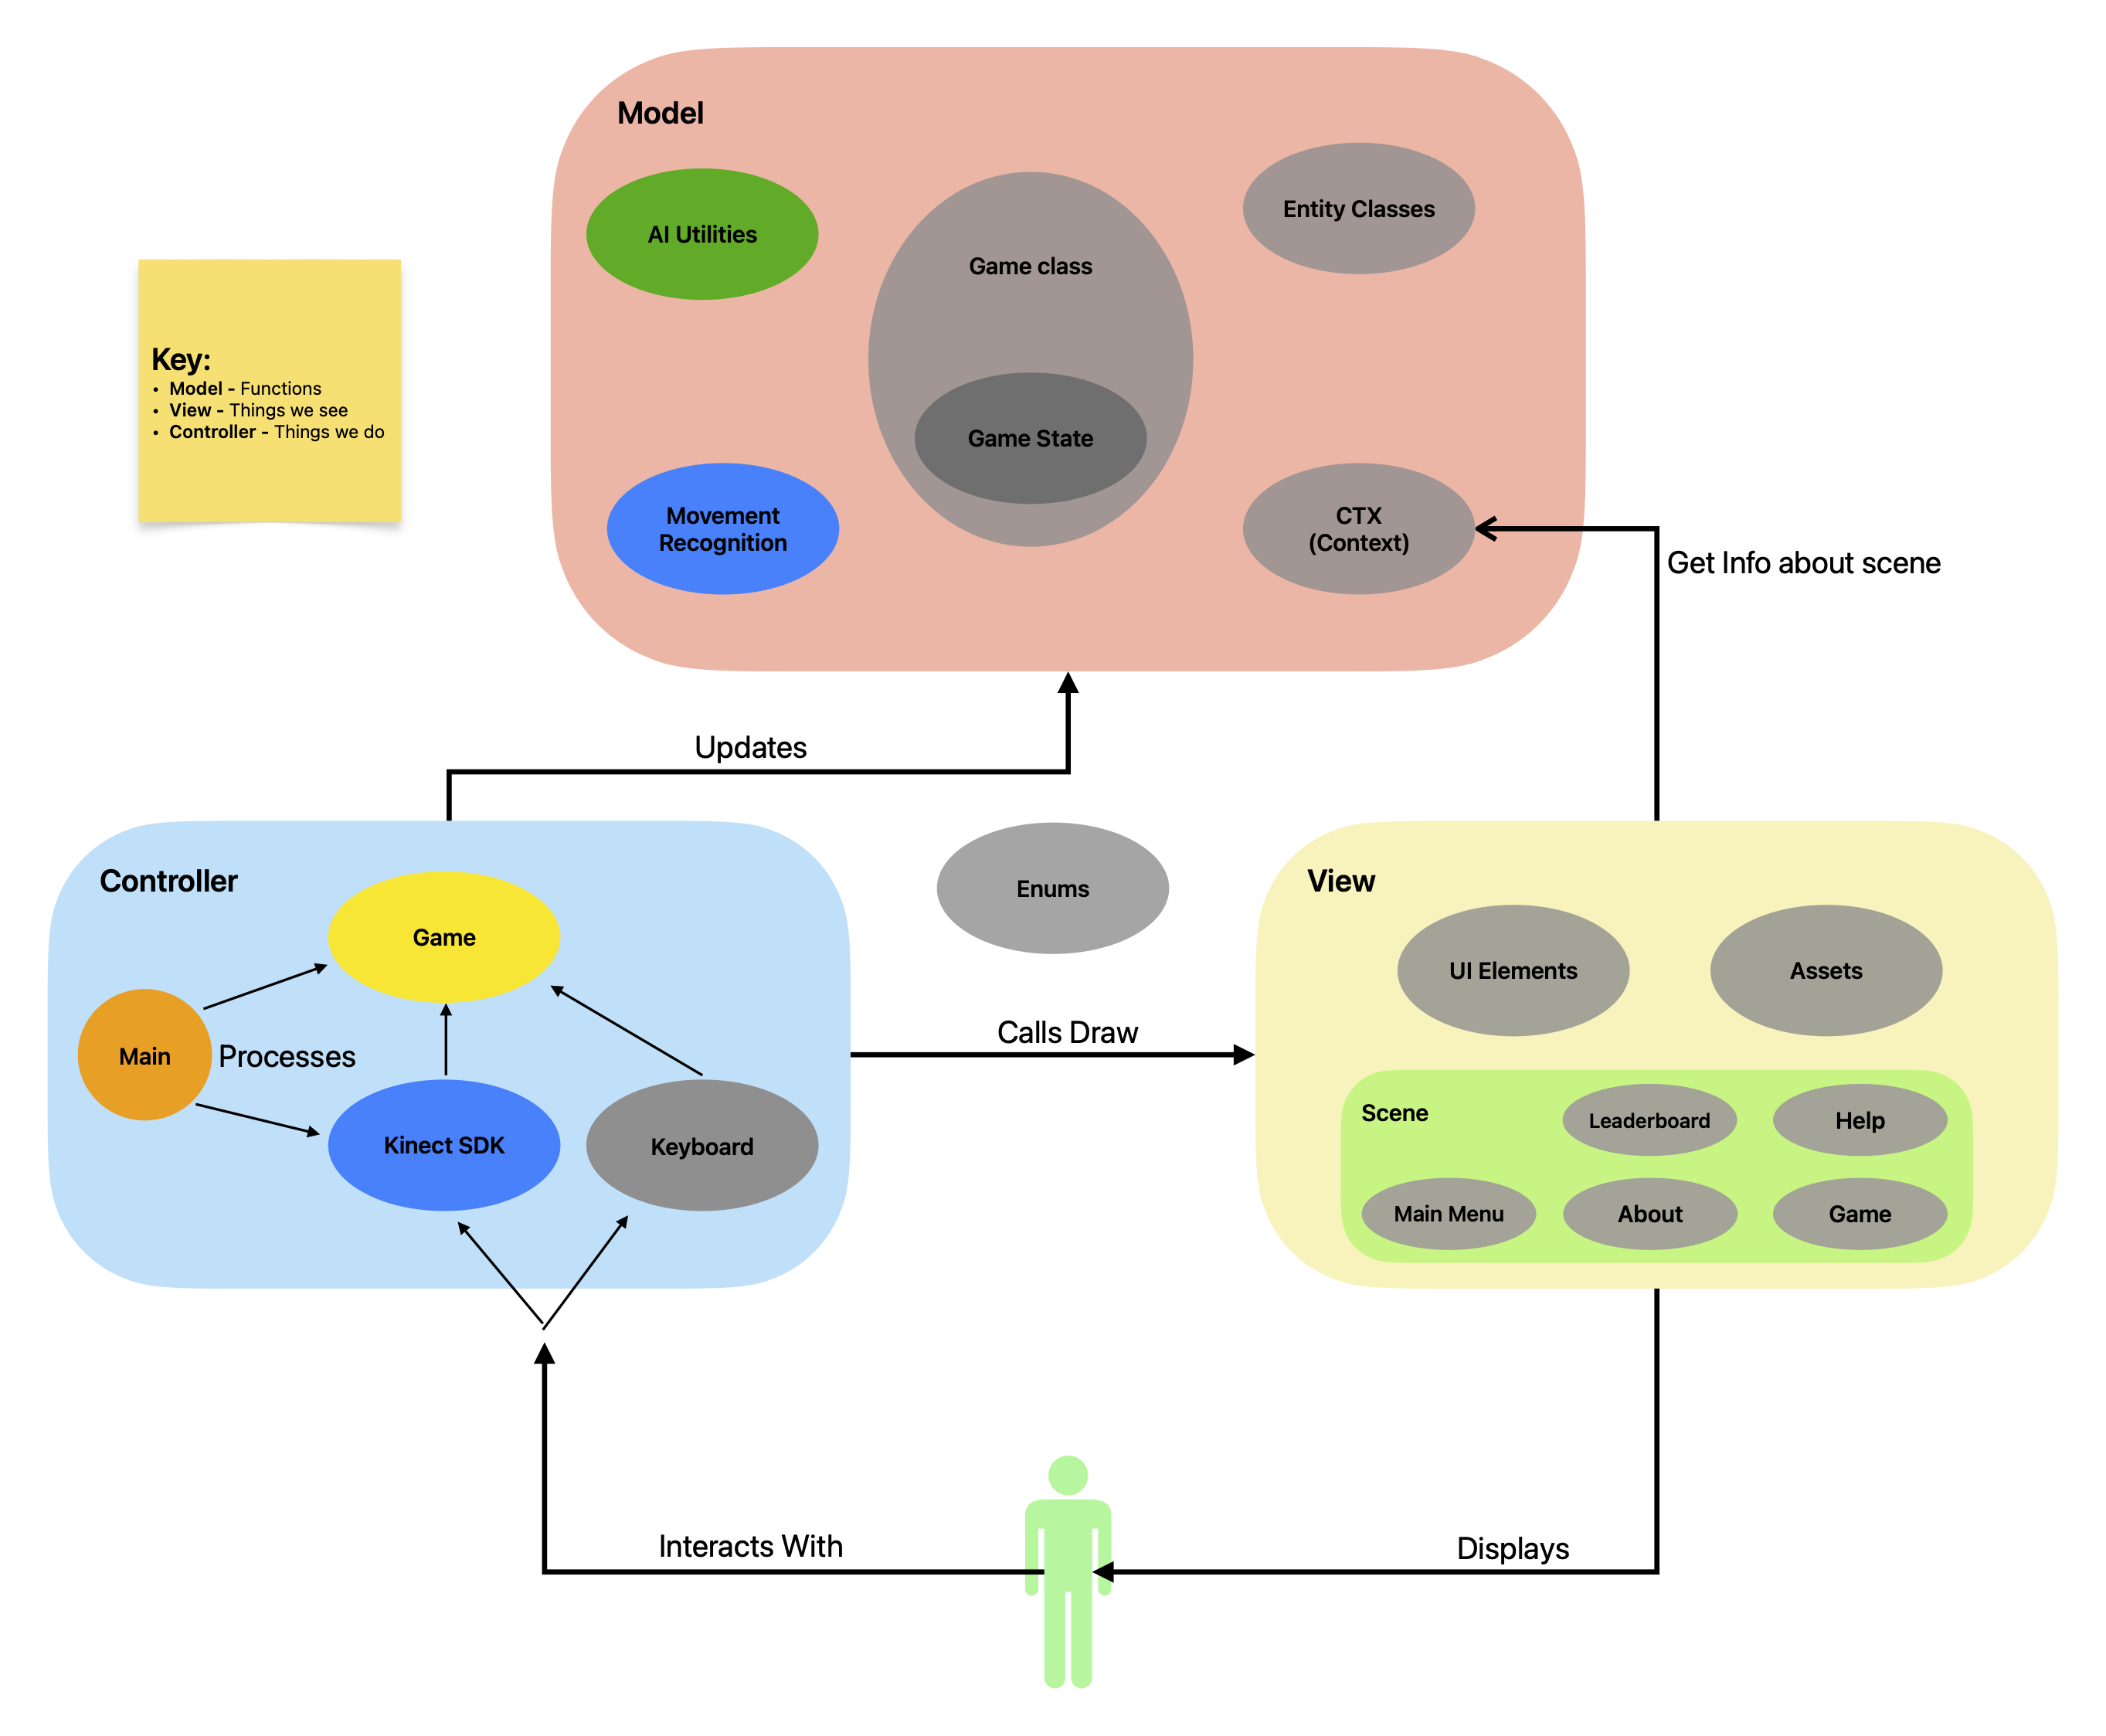 Model
AI Utilities
Game class
Entity Classes
Game State
Movement
Recognition
CTX
(Context)
Key:
• Model - Functions
• View - Things we see
• Controller - Things we do
Get Info about scene
Updates
Controller
Game
Main
Processes
Kinect SDK
Keyboard
Enums
Calls Draw
View
UI Elements
Assets
Scene
Leaderboard
Help
Main Menu
About
Game
Interacts With
Displays